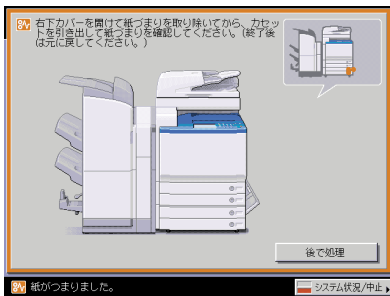 右下カバーを開けて紙づまりを取り除いてから、カセッ
トを引き出して紙づまりを確認してください。(終了後
は元に戻してください。)
後で処理
紙がつまりました。
システム状況/中止